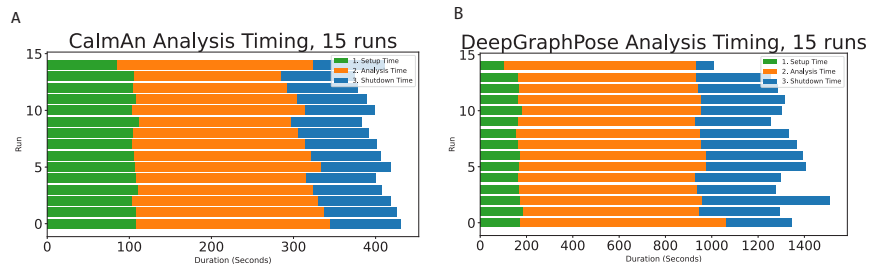 A
CaImAn Analysis Timing, 15 runs
15
10
5
0
Run
1. Setup Time
2. Analysis Time
3. Shutdown Time
0
100
200
300
400
Duration (Seconds)
B
DeepGraphPose Analysis Timing, 15 runs
15
10
5
0
Run
1. Setup Time
2. Analysis Time
3. Shutdown Time
0
200
400
600
800
1000
1200
1400
Duration (Seconds)